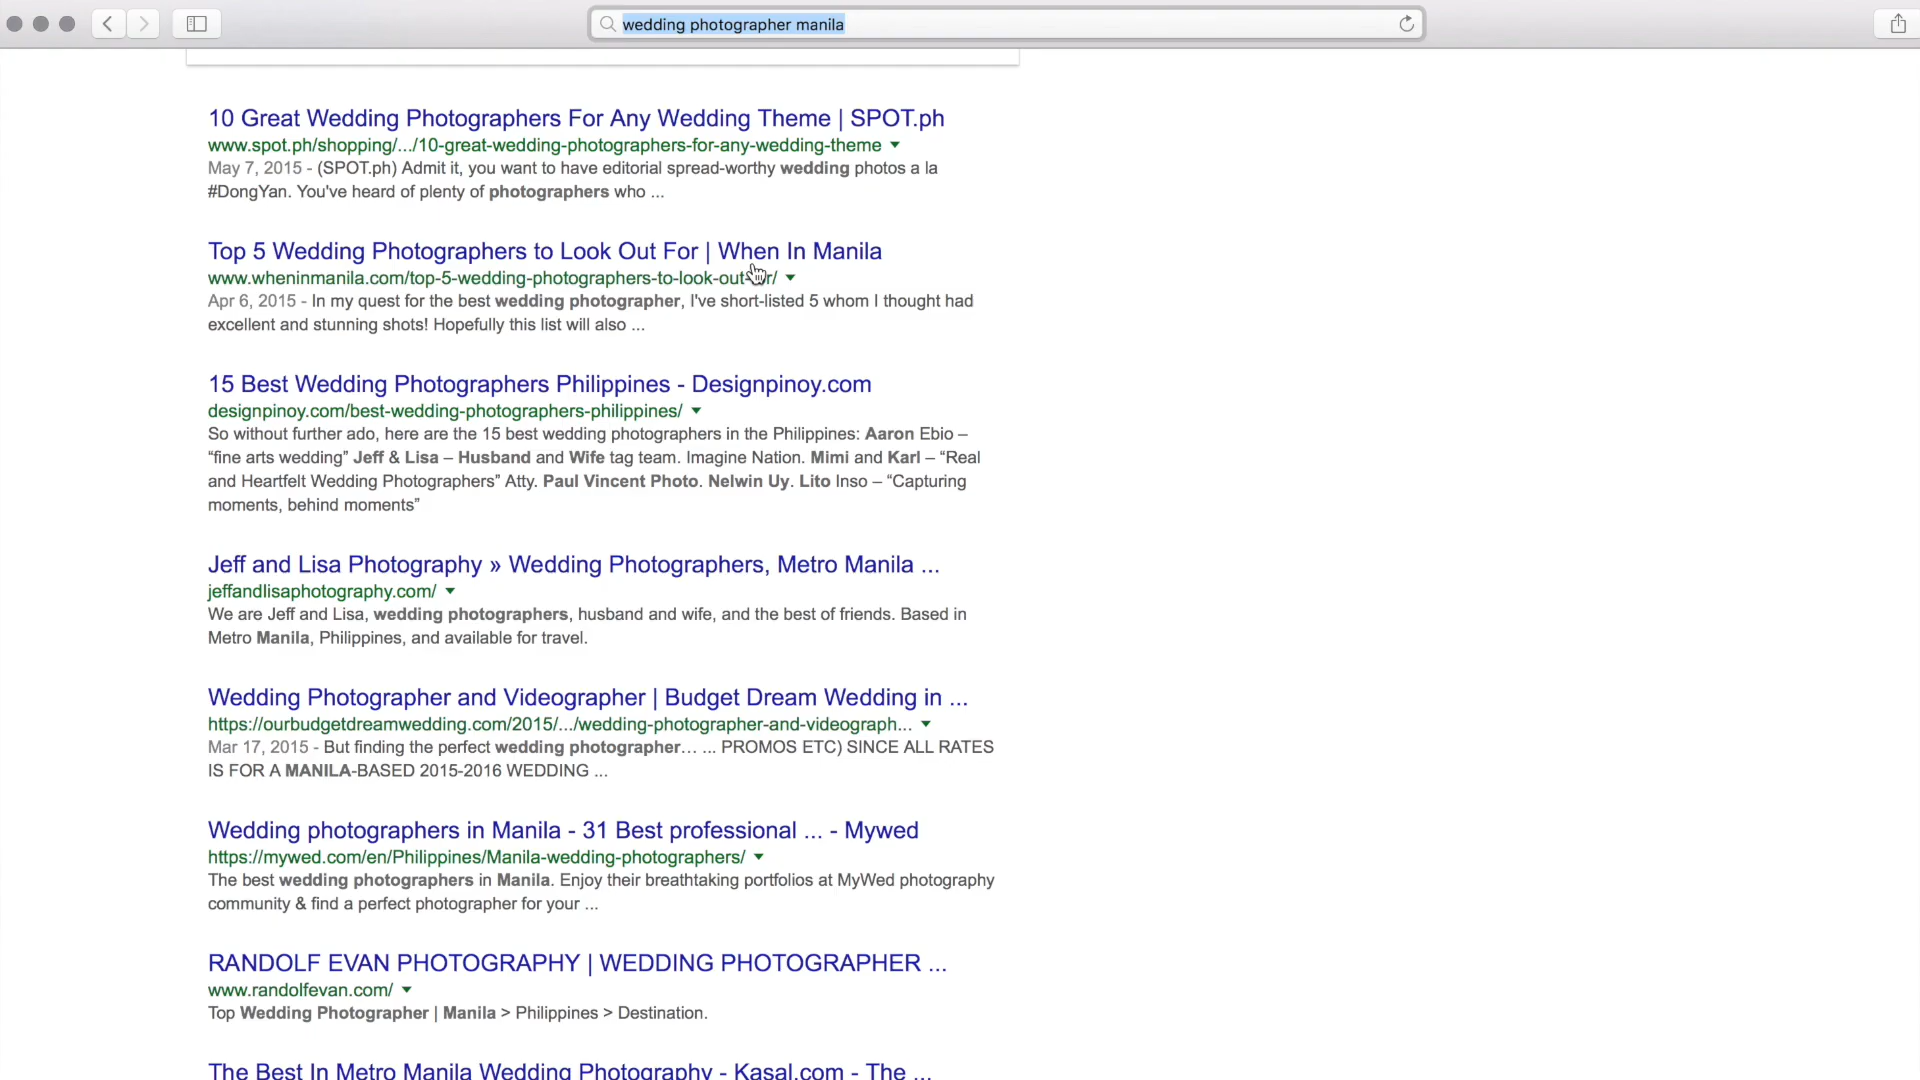 wedding photographer manila
10 Great Wedding Photographers For Any Wedding Theme | SPOT.ph
www.spot.ph/shopping/.../10-great-wedding-photographers-for-any-wedding-theme
May 7, 2015 - (SPOT.ph) Admit it, you want to have editorial spread-worthy wedding photos a la
#DongYan. You've heard of plenty of photographers who ...
Top 5 Wedding Photographers to Look Out For | When In Manila
www.wheninmanila.com/top-5-wedding-photographers-to-look-out-for/
Apr 6, 2015 - In my quest for the best wedding photographer, I've short-listed 5 whom I thought had
excellent and stunning shots! Hopefully this list will also ...
15 Best Wedding Photographers Philippines - Designpinoy.com
designpinoy.com/best-wedding-photographers-philippines/
So without further ado, here are the 15 best wedding photographers in the Philippines: Aaron Ebio –
“fine arts wedding” Jeff & Lisa – Husband and Wife tag team. Imagine Nation. Mimi and Karl – “Real
and Heartfelt Wedding Photographers” Atty. Paul Vincent Photo. Nelwin Uy. Lito Inso – “Capturing
moments, behind moments”
Jeff and Lisa Photography » Wedding Photographers, Metro Manila ...
jeffandlisaphotography.com/
We are Jeff and Lisa, wedding photographers, husband and wife, and the best of friends. Based in
Metro Manila, Philippines, and available for travel.
Wedding Photographer and Videographer | Budget Dream Wedding in ...
https://ourbudgetdreamwedding.com/2015/.../wedding-photographer-and-videograph...
Mar 17, 2015 - But finding the perfect wedding photographer… ... PROMOS ETC) SINCE ALL RATES
IS FOR A MANILA-BASED 2015-2016 WEDDING ...
Wedding photographers in Manila - 31 Best professional ... - Mywed
https://mywed.com/en/Philippines/Manila-wedding-photographers/
The best wedding photographers in Manila. Enjoy their breathtaking portfolios at MyWed photography
community & find a perfect photographer for your ...
RANDOLF EVAN PHOTOGRAPHY | WEDDING PHOTOGRAPHER ...
www.randolfevan.com/
Top Wedding Photographer | Manila > Philippines > Destination.
The Best In Metro Manila Wedding Photography - Kasal.com - The ...